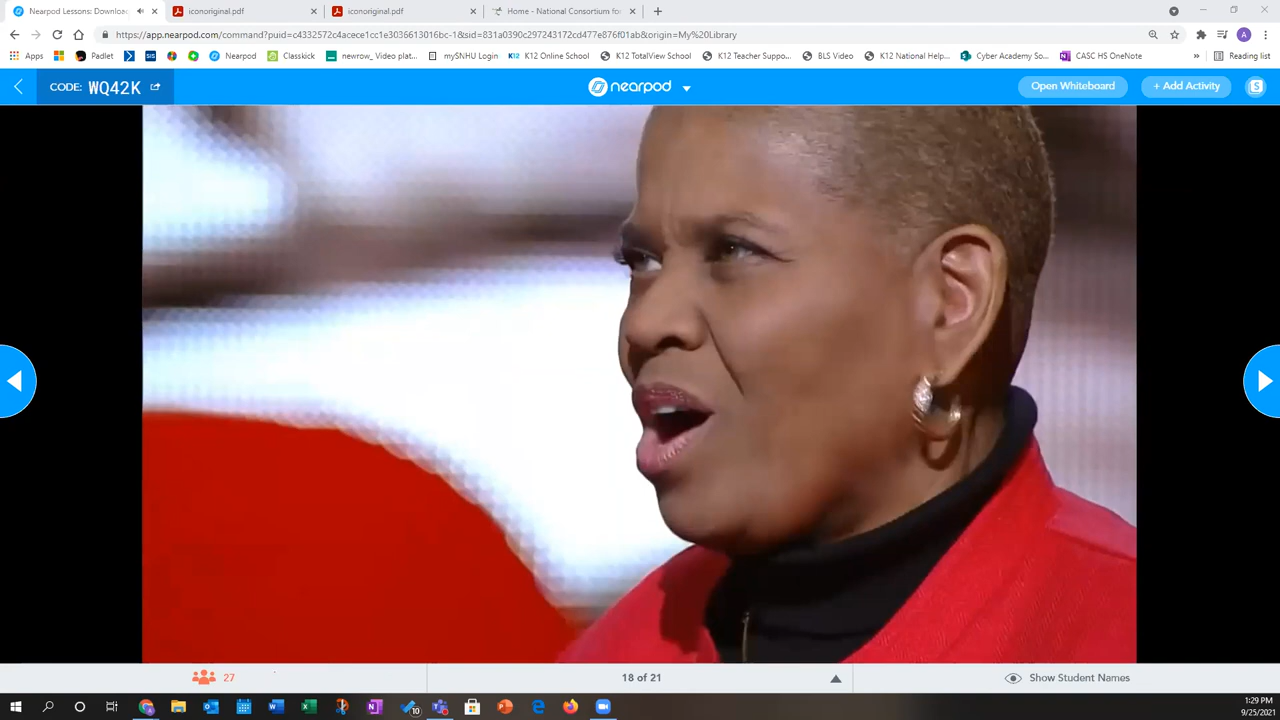 Nearpod Lessons: Downloa
iconoriginal.pdf
iconoriginal.pdf
Home - National Consortium for
https://app.nearpod.com/command?puid=c4332572c4acece1cc1e3036613016bc-1&sid=831a0390c297243172cd477e876f01ab&origin=My%20Library
Apps Padlet SIS Nearpod Classkick newrow_ Video plat... mySNHU Login K12 K12 Online School K12 TotalView School K12 Teacher Suppo... BLS Video K12 National Help... Cyber Academy So... CASC HS OneNote » Reading list
CODE: WQ42K nearpod Open Whiteboard + Add Activity S
27 18 of 21 Show Student Names
1:29 PM
9/25/2021